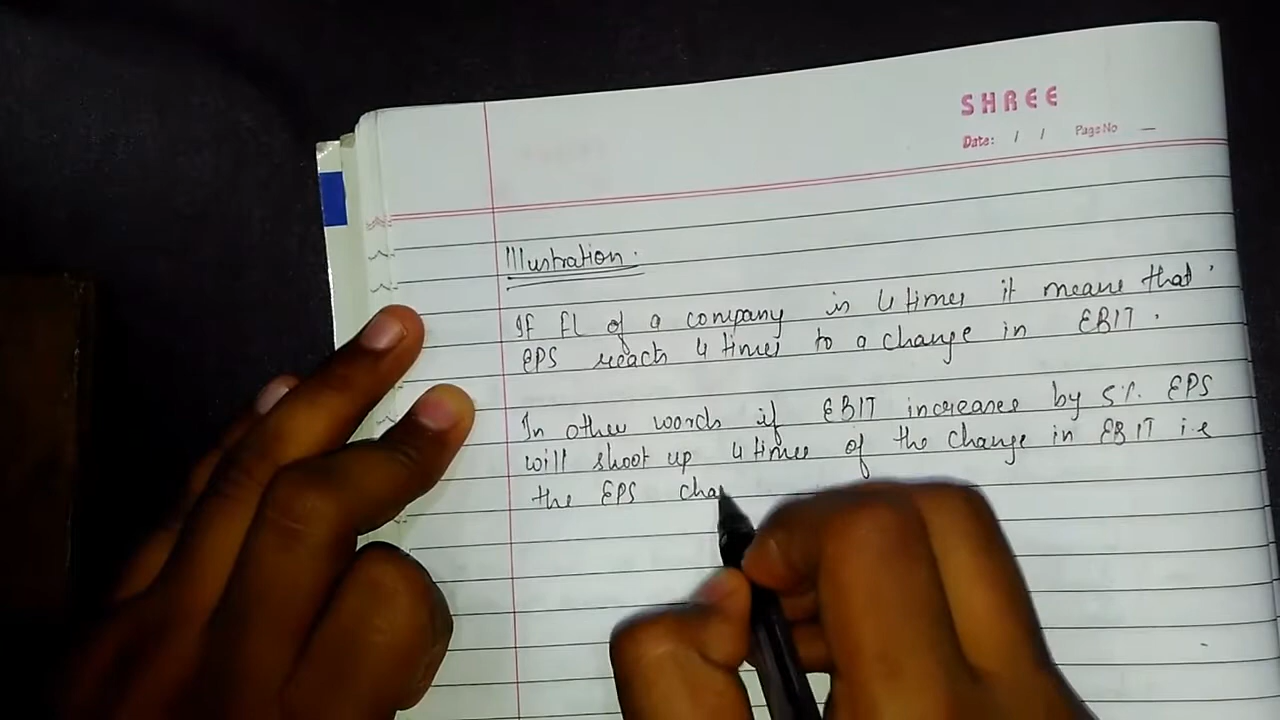 SHREE
Date: / / Page No
Illustration.
If FL of a company is 4 times it means that
EPS reach 4 times to a change in EBIT.
In other words if EBIT increases by 5%. EPS
will shoot up 4 times of the change in EBIT i.e
the EPS cha